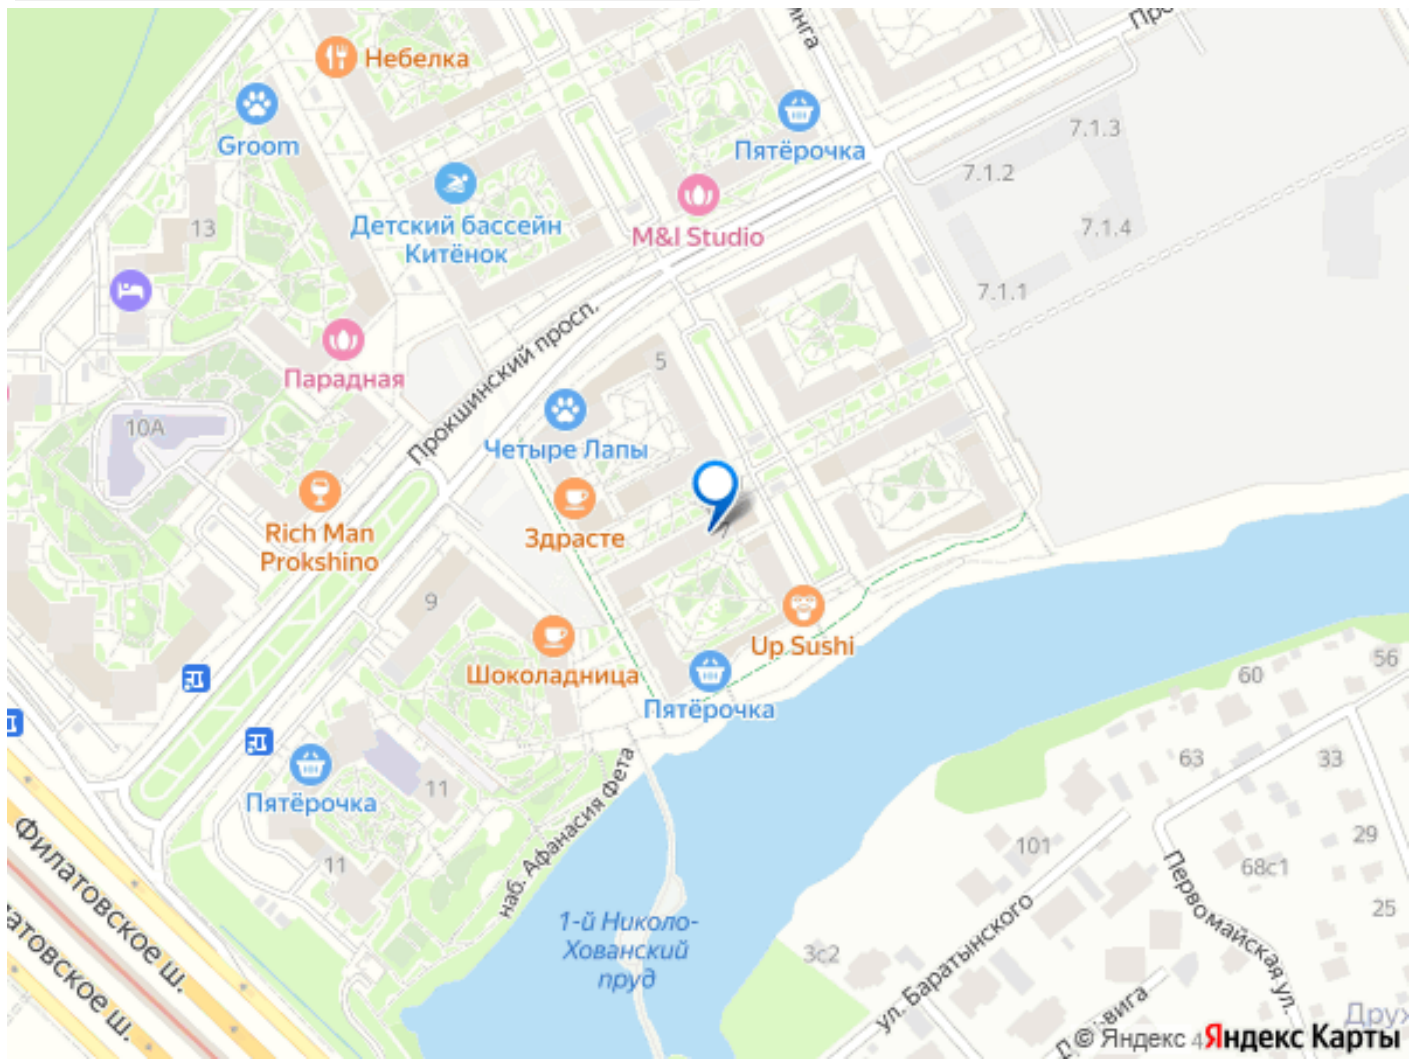 Небелка
Groom
Пятёрочка
7.1.3
7.1.2
Детский бассейн
Китёнок
M&I Studio
13
7.1.4
7.1.1
Прокшинский просп.
Парадная
5
10А
Четыре Лапы
Rich Man
Prokshino
Здрасте
7
9
Up Sushi
Шоколадница
Пятёрочка
56
60
63
33
Пятёрочка
11
наб. Афанасия Фета
29
101
11
68с1
Филатовское ш.
Первомайская ул.
25
1-й Николо-
Хованский
пруд
3с2
ул. Баратынского
© Яндекс
Яндекс Карты